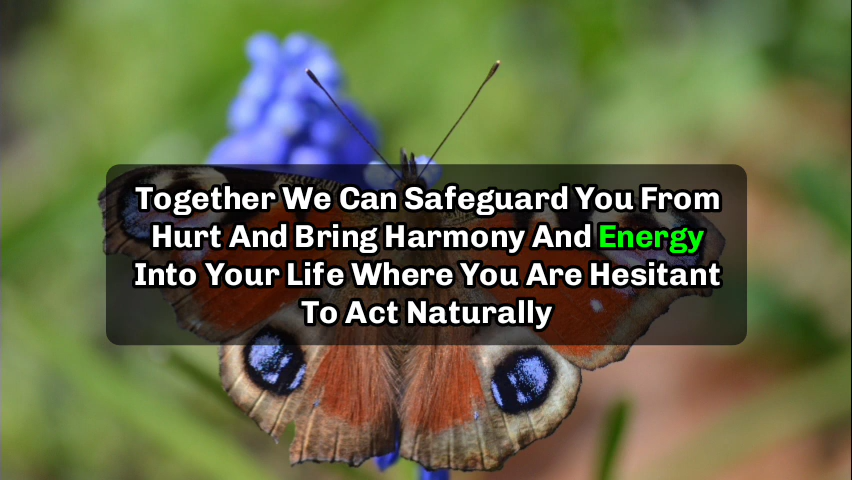 Together We Can Safeguard You From
Hurt And Bring Harmony And Energy
Into Your Life Where You Are Hesitant
To Act Naturally